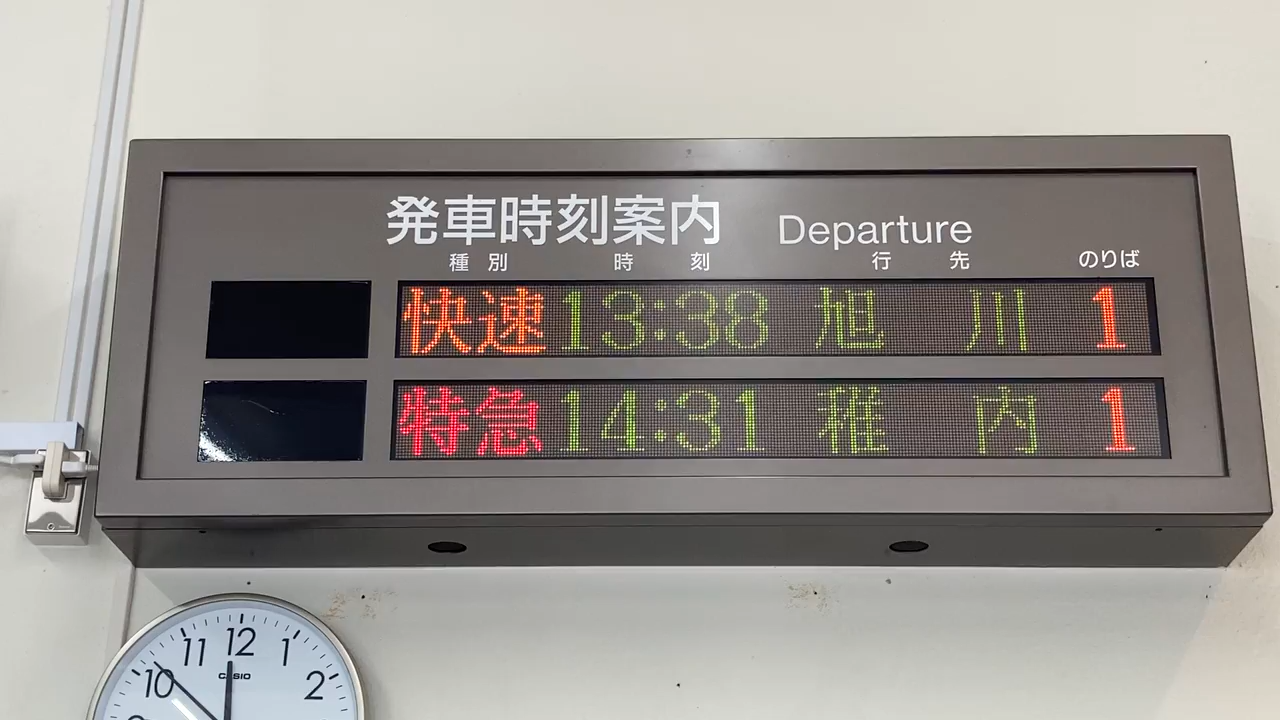 発車時刻案内 Departure
種別 時刻 行先 のりば
快速 13:38 旭川 1
特急 14:31 稚内 1
11 12 1
10 2
CASIO